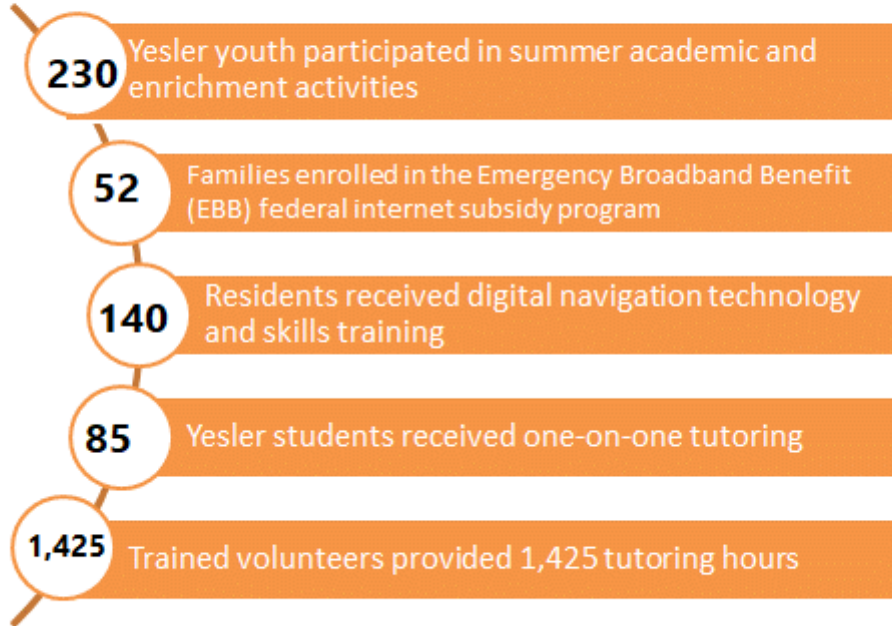 230
Yesler youth participated in summer academic and
enrichment activities
52
Families enrolled in the Emergency Broadband Benefit
(EBB) federal internet subsidy program
140
Residents received digital navigation technology
and skills training
85
Yesler students received one-on-one tutoring
1,425
Trained volunteers provided 1,425 tutoring hours